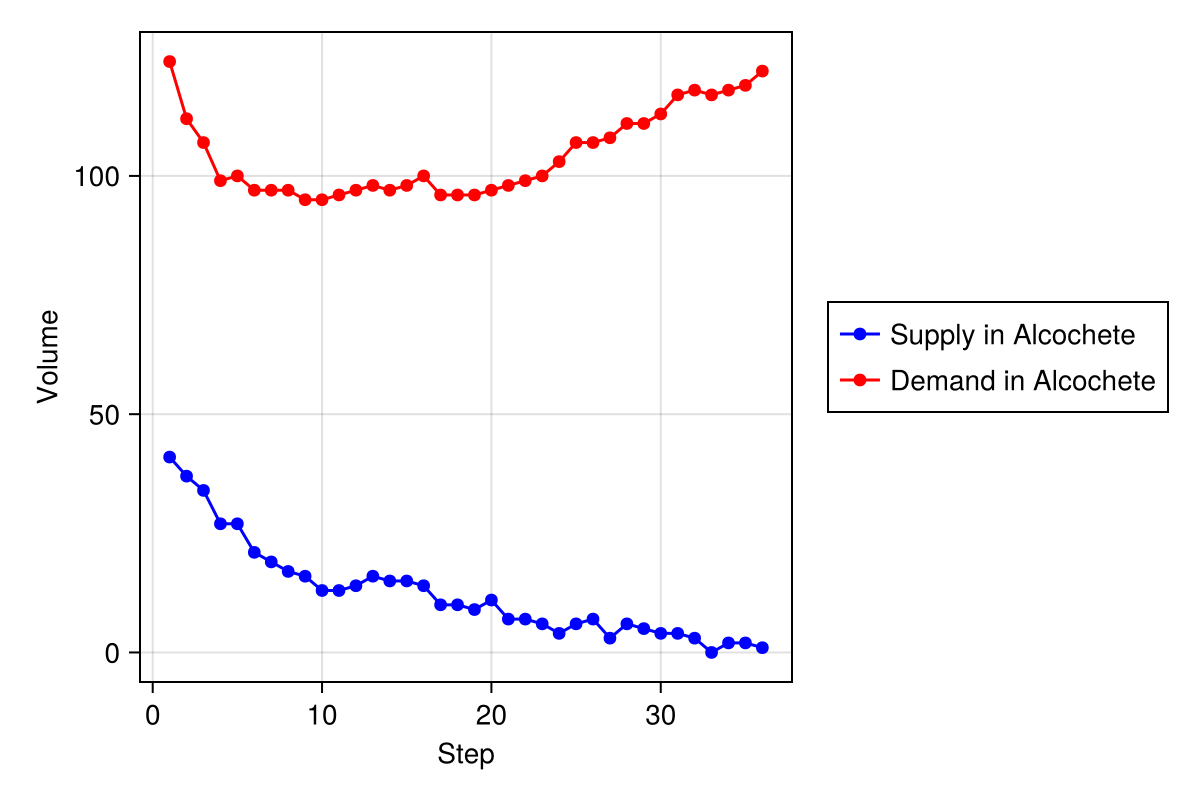 100
50
0
Volume
0 10 20 30
Step
Supply in Alcochete
Demand in Alcochete